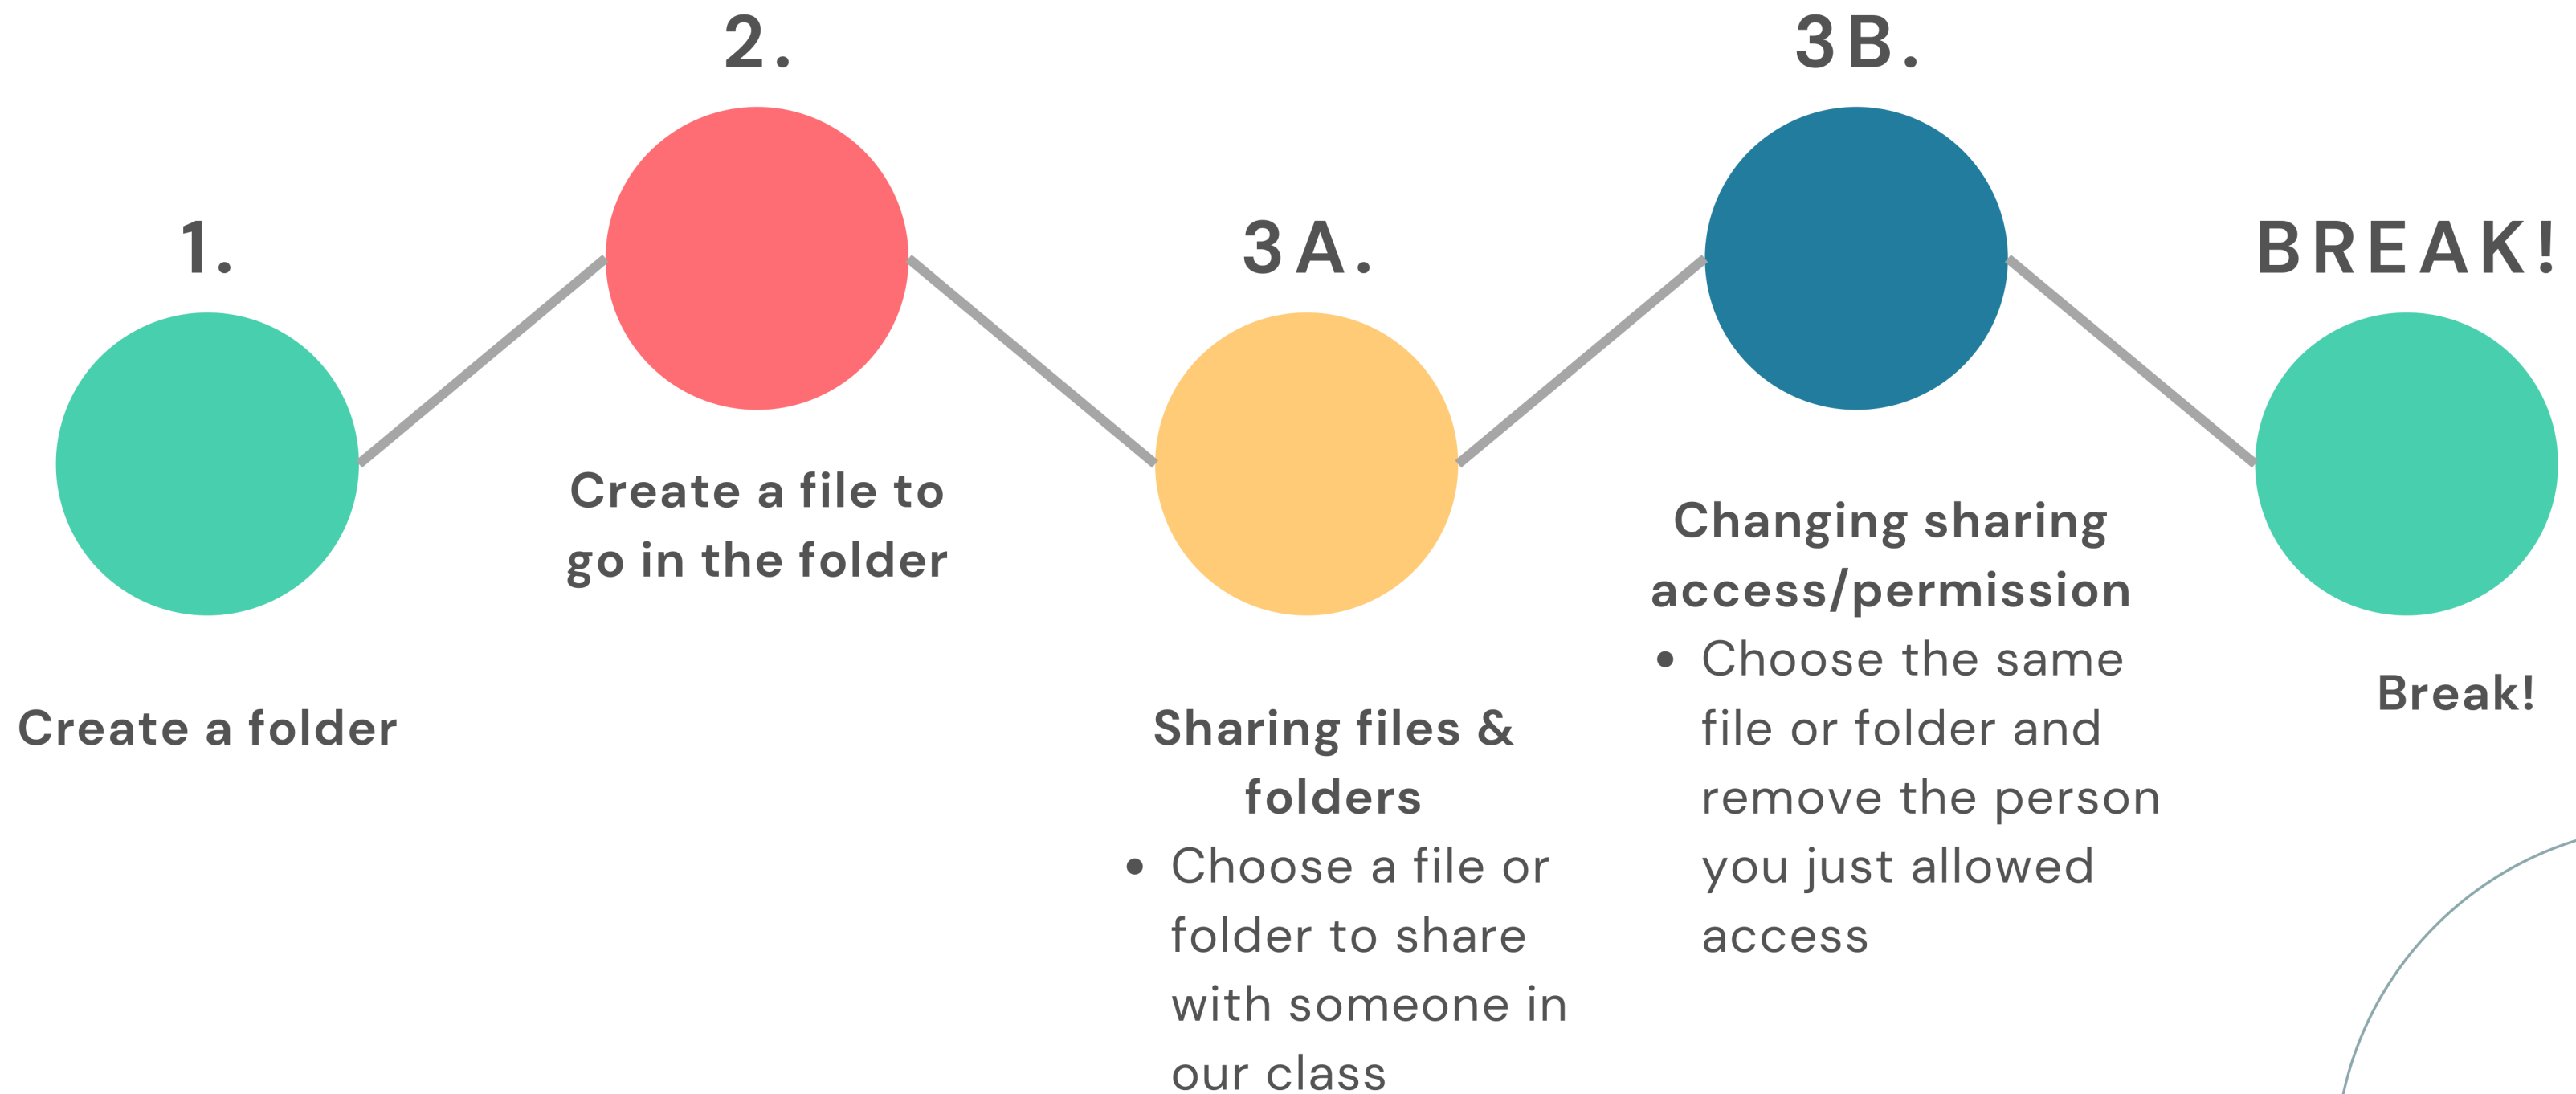 1.
Create a folder
2.
Create a file to
go in the folder
3A.
Sharing files &
folders
• Choose a file or
folder to share
with someone in
our class
3B.
Changing sharing
access/permission
• Choose the same
file or folder and
remove the person
you just allowed
access
BREAK!
Break!